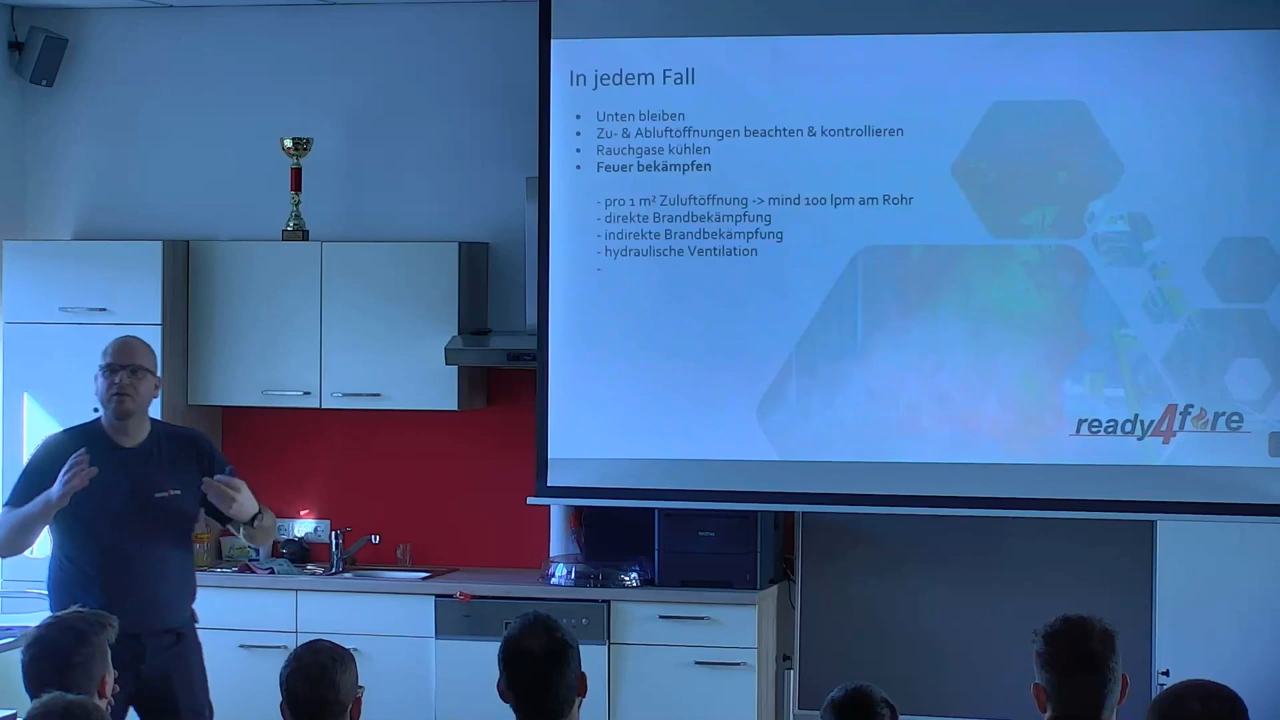 In jedem Fall
• Unten bleiben
• Zu- & Abluftöffnungen beachten & kontrollieren
• Rauchgase kühlen
• Feuer bekämpfen
- pro 1 m² Zuluftöffnung -> mind 100 lpm am Rohr
- direkte Brandbekämpfung
- indirekte Brandbekämpfung
- hydraulische Ventilation
-
ready4fire